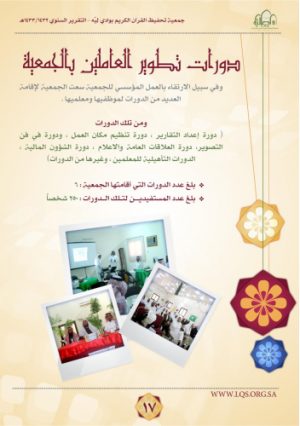 جمعية تحفيظ القرآن الكريم بوادي ليّه - التقرير السنوي ١٤٣٢/١٤٣٣هـ
دورات تطوير العاملين بالجمعية
وفي سبيل الارتقاء بالعمل المؤسسي للجمعية سعت الجمعية لإقامة
العديد من الدورات لموظفيها ومعلميها .
ومن تلك الدورات
( دورة إعداد التقارير ، دورة تنظيم مكان العمل ، ودورة في فن
التصوير، دورة العلاقات العامة والاعلام ، دورة الشؤون المالية ،
الدورات التأهيلية للمعلمين ، وغيرها من الدورات)
بلغ عدد الدورات التي أقامتها الجمعية : ٦
بلغ عدد المستفيدين لتلك الدورات : ٢٥٠ شخصاً
WWW.LQS.ORG.SA
١٧